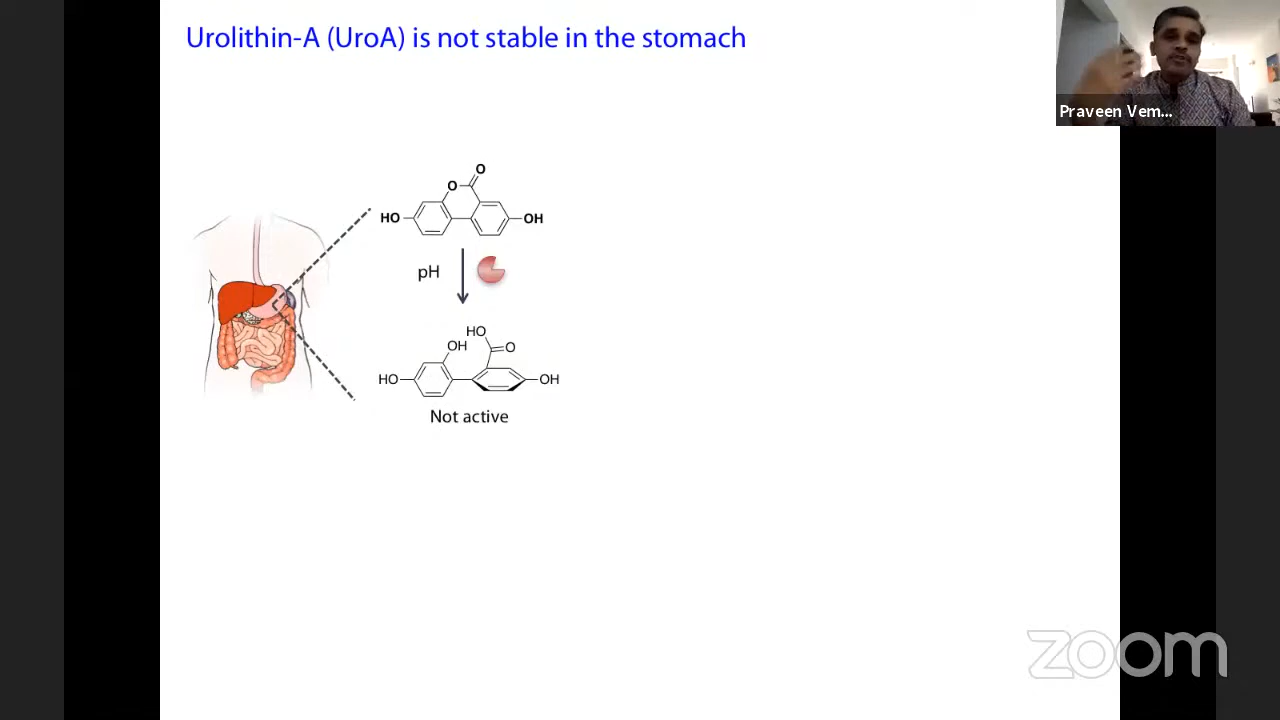 Urolithin-A (UroA) is not stable in the stomach
Praveen Vem...
O
O
HO
OH
pH
HO
OH
O
HO
OH
Not active
zoom